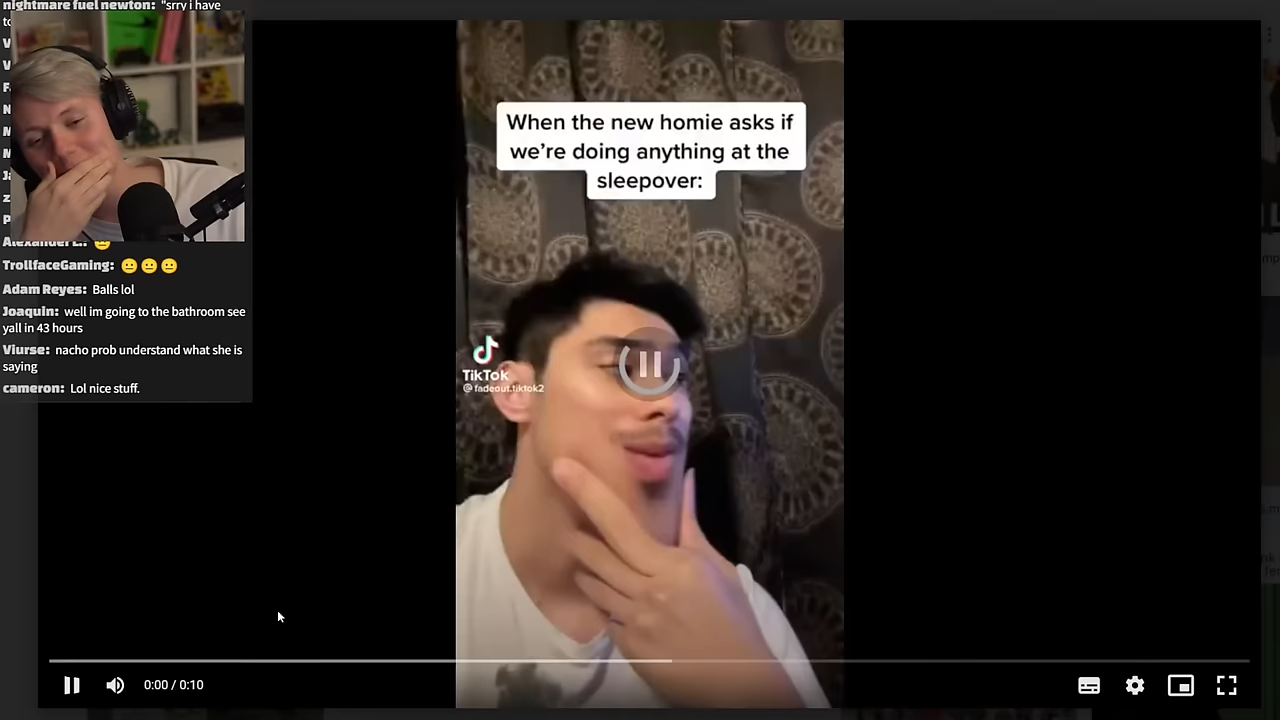 nightmare fuel newton: "srry i have
Alexander L.: 😐
TrollfaceGaming: 😐😐😐
Adam Reyes: Balls lol
Joaquin: well im going to the bathroom see
yall in 43 hours
Viurse: nacho prob understand what she is
saying
cameron: Lol nice stuff.
When the new homie asks if
we're doing anything at the
sleepover:
TikTok
@fadeout.tiktok2
0:00 / 0:10